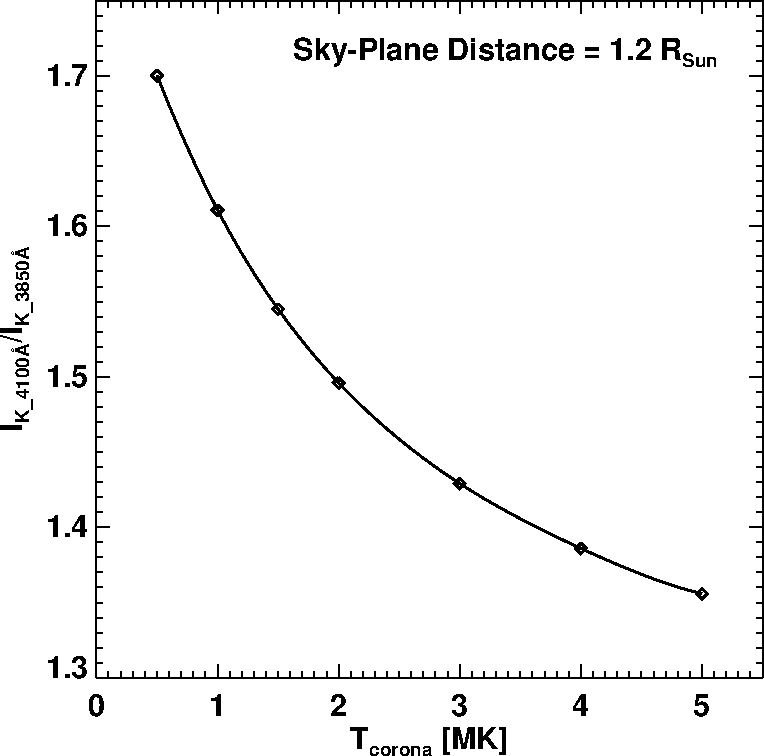 Sky-Plane Distance = 1.2 R_Sun
1.7
1.6
1.5
1.4
1.3
I_K_4100Å/I_K_3850Å
0 1 2 3 4 5
T_corona [MK]